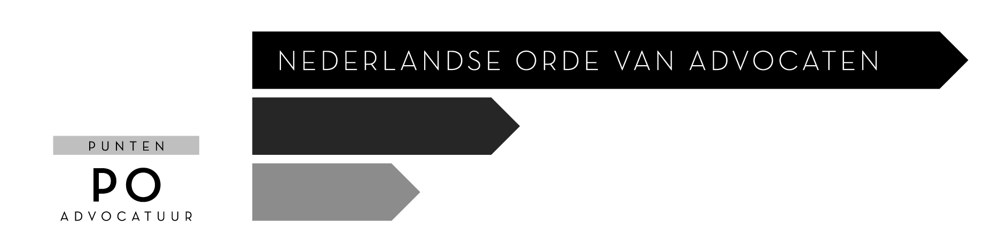 NEDERLANDSE ORDE VAN ADVOCATEN
PUNTEN
PO
ADVOCATUUR